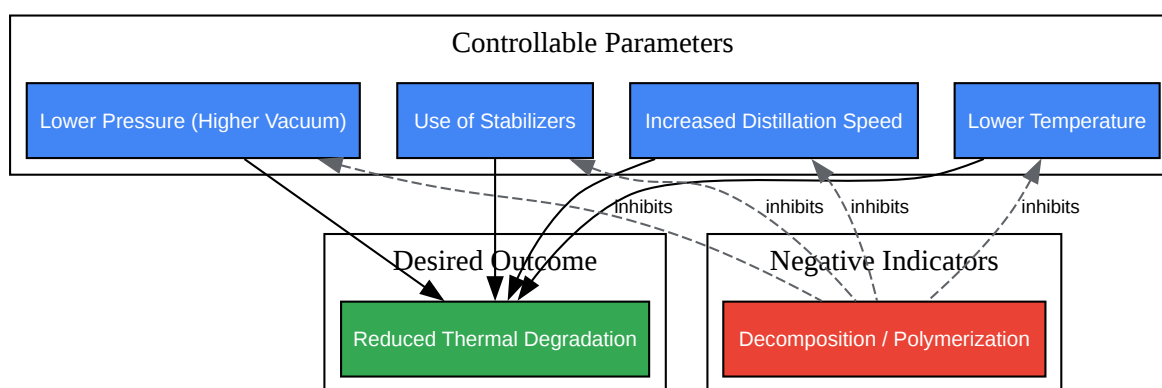 Controllable Parameters
Lower Pressure (Higher Vacuum)
Use of Stabilizers
Increased Distillation Speed
Lower Temperature
inhibits
inhibits
inhibits
inhibits
Desired Outcome
Negative Indicators
Reduced Thermal Degradation
Decomposition / Polymerization